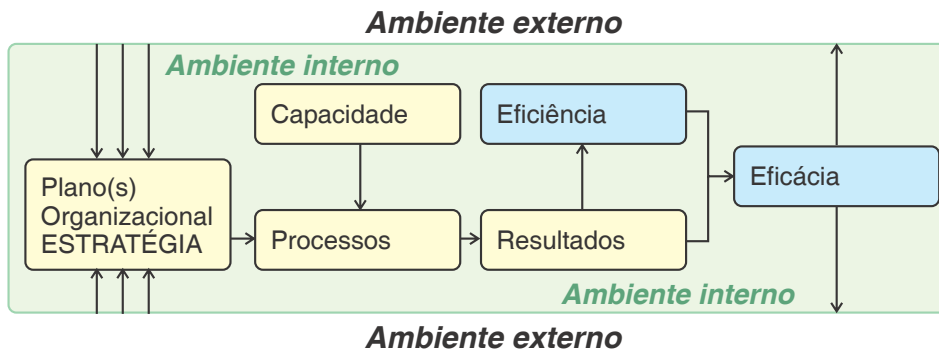 Ambiente externo
Ambiente interno
Capacidade
Eficiência
Plano(s)
Organizacional
ESTRATÉGIA
Processos
Resultados
Eficácia
Ambiente interno
Ambiente externo